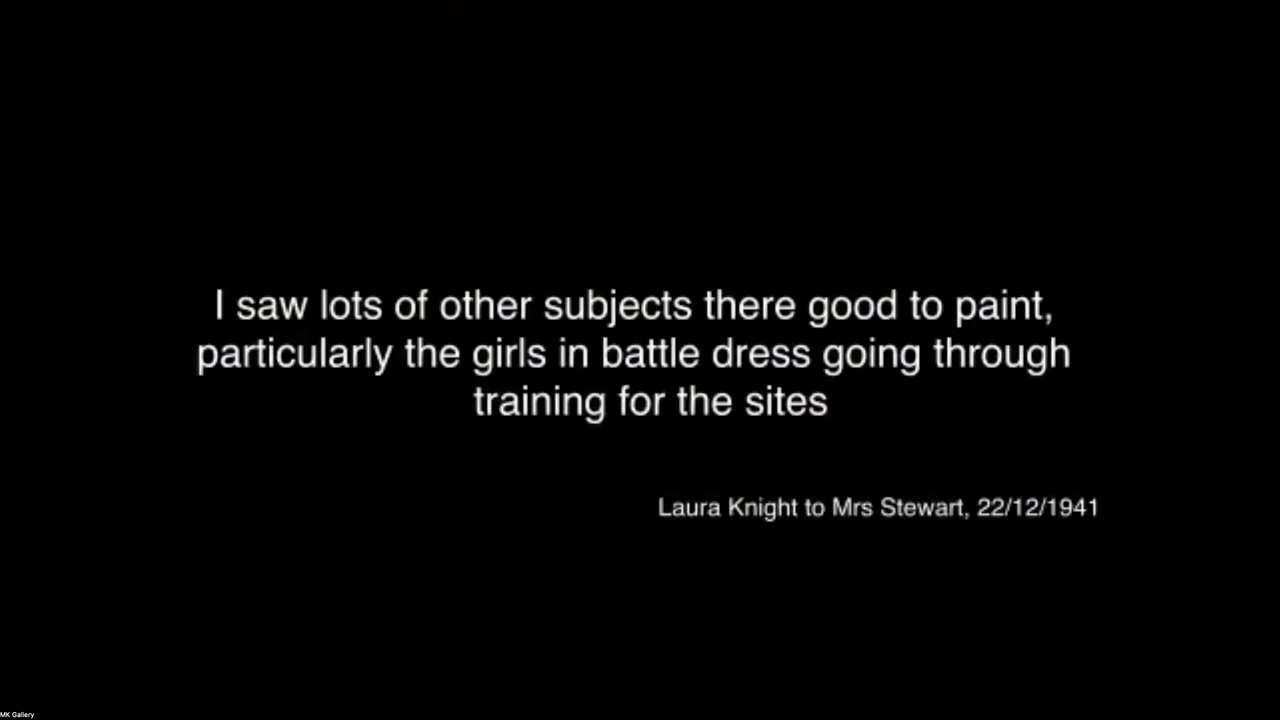 I saw lots of other subjects there good to paint,
particularly the girls in battle dress going through
training for the sites
Laura Knight to Mrs Stewart, 22/12/1941
MK Gallery